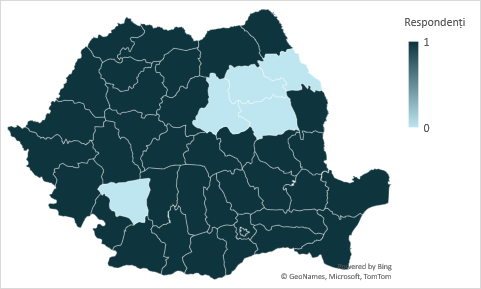 Respondenți
1
0
Powered by Bing
© GeoNames, Microsoft, TomTom